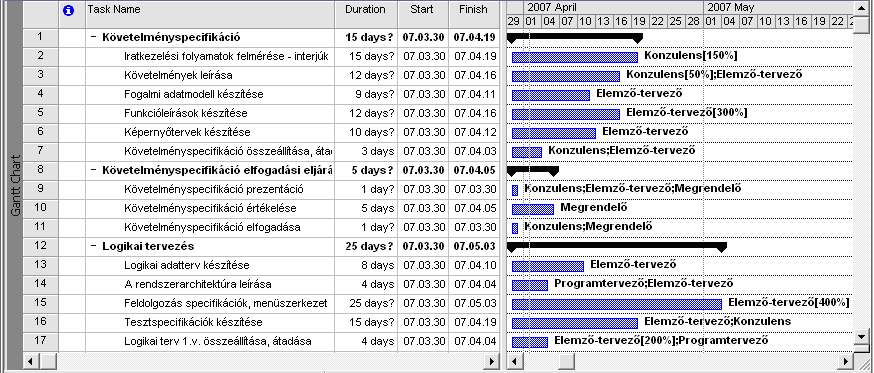 Task Name Duration Start Finish 2007 April 2007 May
29 01 04 07 10 13 16 19 22 25 28 01 04 07 10 13 16 19 22
Gantt Chart
1 − Követelményspecifikáció 15 days? 07.03.30 07.04.19
2 Iratkezelési folyamatok felmérése - interjúk 15 days? 07.03.30 07.04.19 Konzulens[150%]
3 Követelmények leírása 12 days? 07.03.30 07.04.16 Konzulens[50%];Elemző-tervező
4 Fogalmi adatmodell készítése 9 days? 07.03.30 07.04.11 Elemző-tervező
5 Funkcióleírások készítése 12 days? 07.03.30 07.04.16 Elemző-tervező[300%]
6 Képernyőtervek készítése 10 days? 07.03.30 07.04.12 Elemző-tervező
7 Követelményspecifikáció összeállítása, áta 3 days 07.03.30 07.04.03 Konzulens;Elemző-tervező
8 − Követelményspecifikáció elfogadási eljárá 5 days? 07.03.30 07.04.05
9 Követelményspecifikáció prezentáció 1 day? 07.03.30 07.03.30 Konzulens;Elemző-tervező;Megrendelő
10 Követelményspecifikáció értékelése 5 days 07.03.30 07.04.05 Megrendelő
11 Követelményspecifikáció elfogadása 1 day? 07.03.30 07.03.30 Konzulens;Megrendelő
12 − Logikai tervezés 25 days? 07.03.30 07.05.03
13 Logikai adatterv készítése 8 days 07.03.30 07.04.10 Elemző-tervező
14 A rendszerarchitektúra leírása 4 days 07.03.30 07.04.04 Programtervező;Elemző-tervező
15 Feldolgozás specifikációk, menüszerkezet 25 days? 07.03.30 07.05.03 Elemző-tervező[400%]
16 Tesztspecifikációk készítése 15 days? 07.03.30 07.04.19 Elemző-tervező;Konzulens
17 Logikai terv 1.v. összeállítása, átadása 4 days 07.03.30 07.04.04 Elemző-tervező[200%];Programtervező